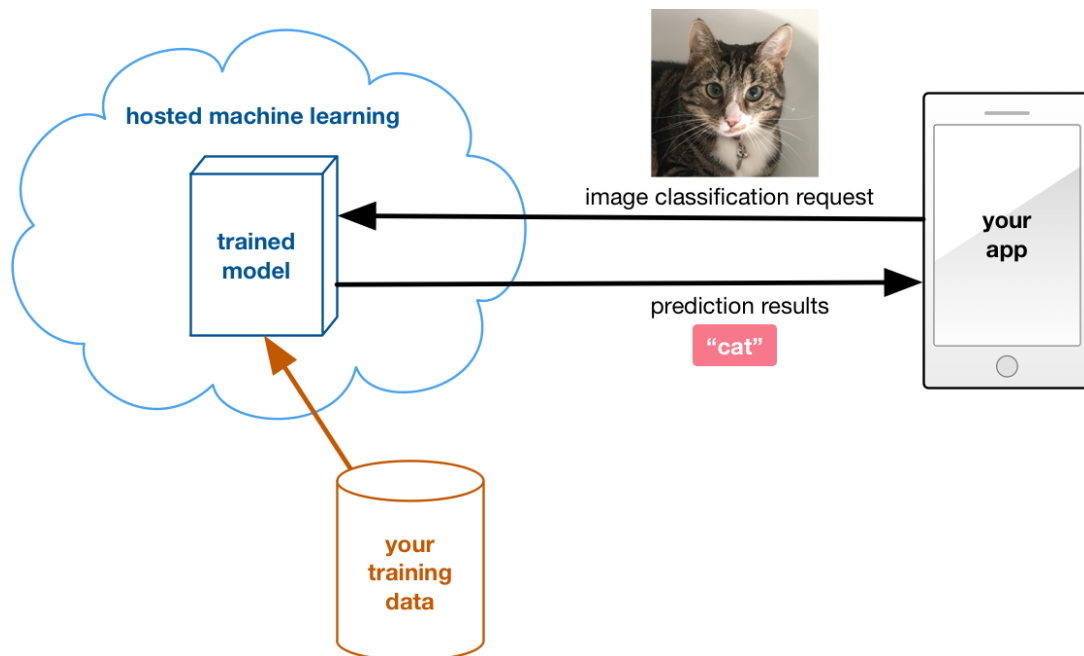 hosted machine learning
trained
model
image classification request
your
app
prediction results
“cat”
your
training
data